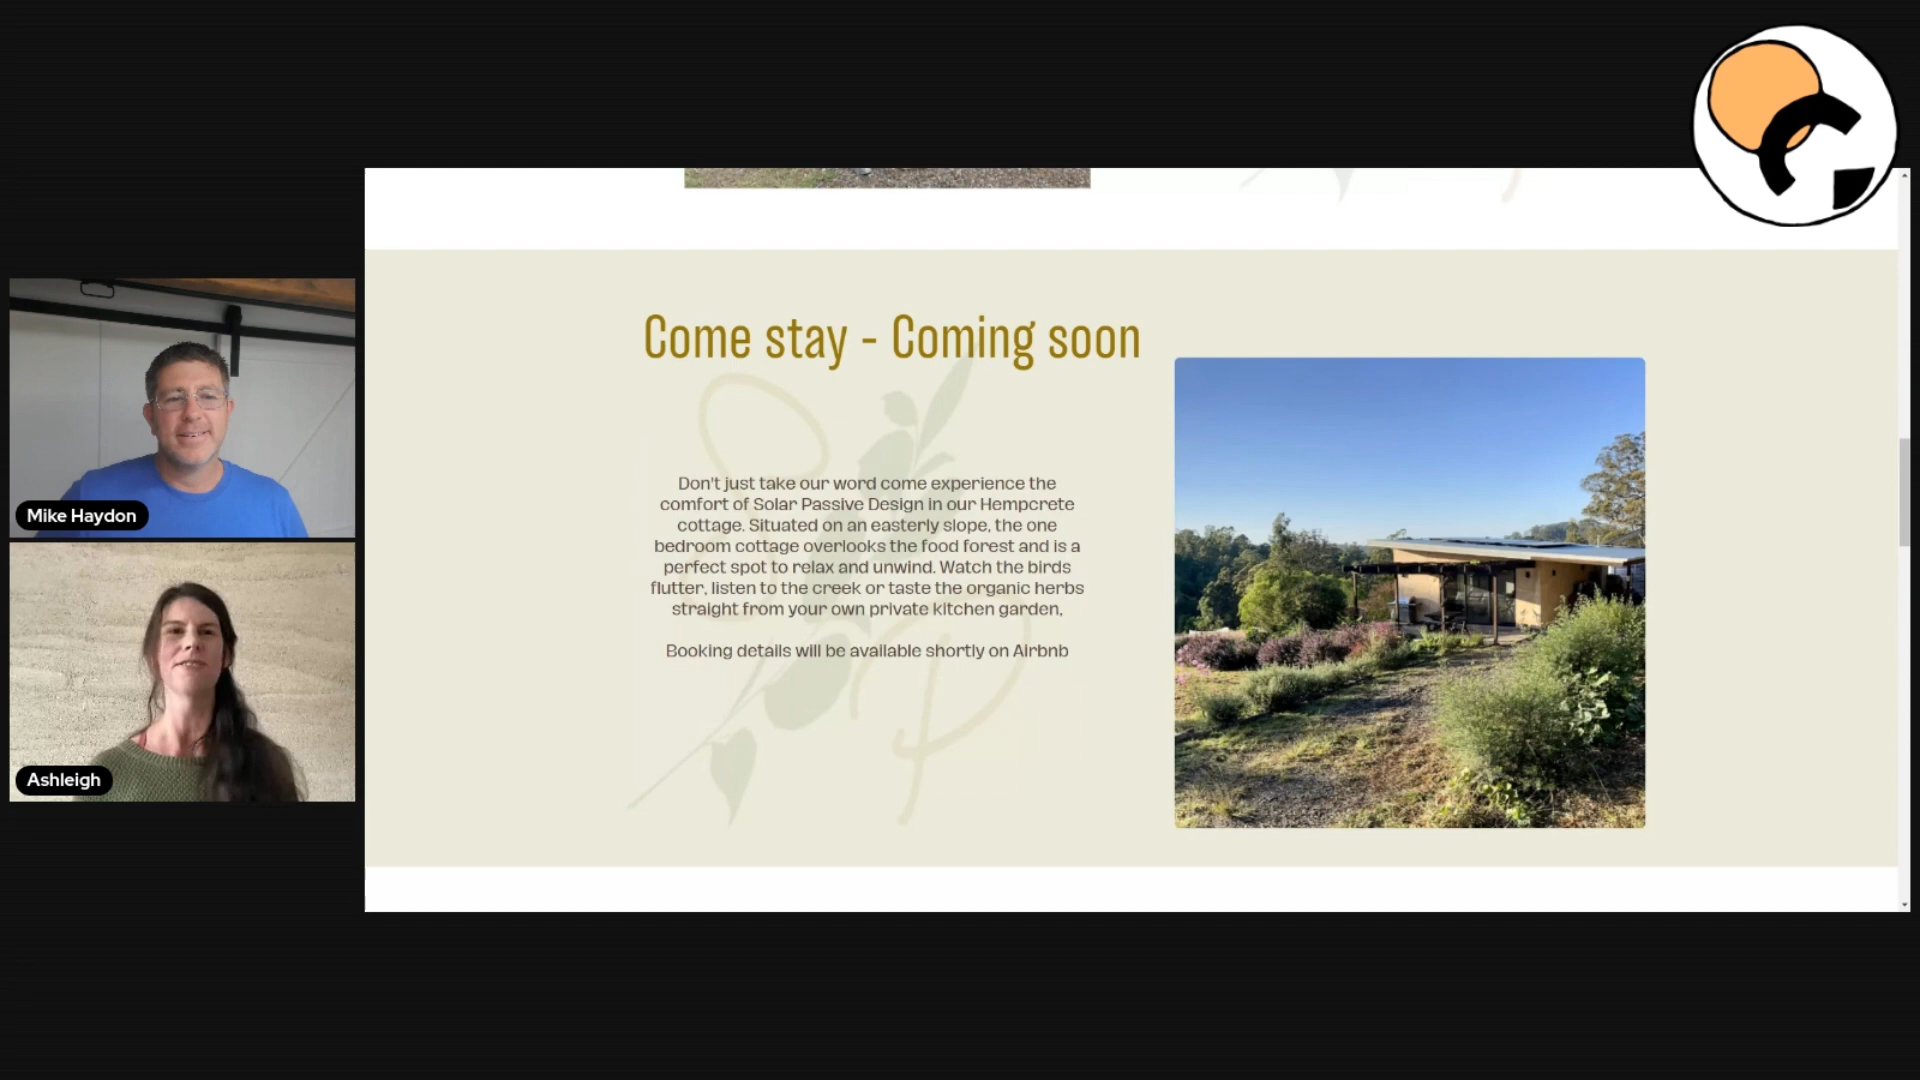 Mike Haydon
Ashleigh
Come stay - Coming soon
Don't just take our word come experience the
comfort of Solar Passive Design in our Hempcrete
cottage. Situated on an easterly slope, the one
bedroom cottage overlooks the food forest and is a
perfect spot to relax and unwind. Watch the birds
flutter, listen to the creek or taste the organic herbs
straight from your own private kitchen garden,
Booking details will be available shortly on Airbnb